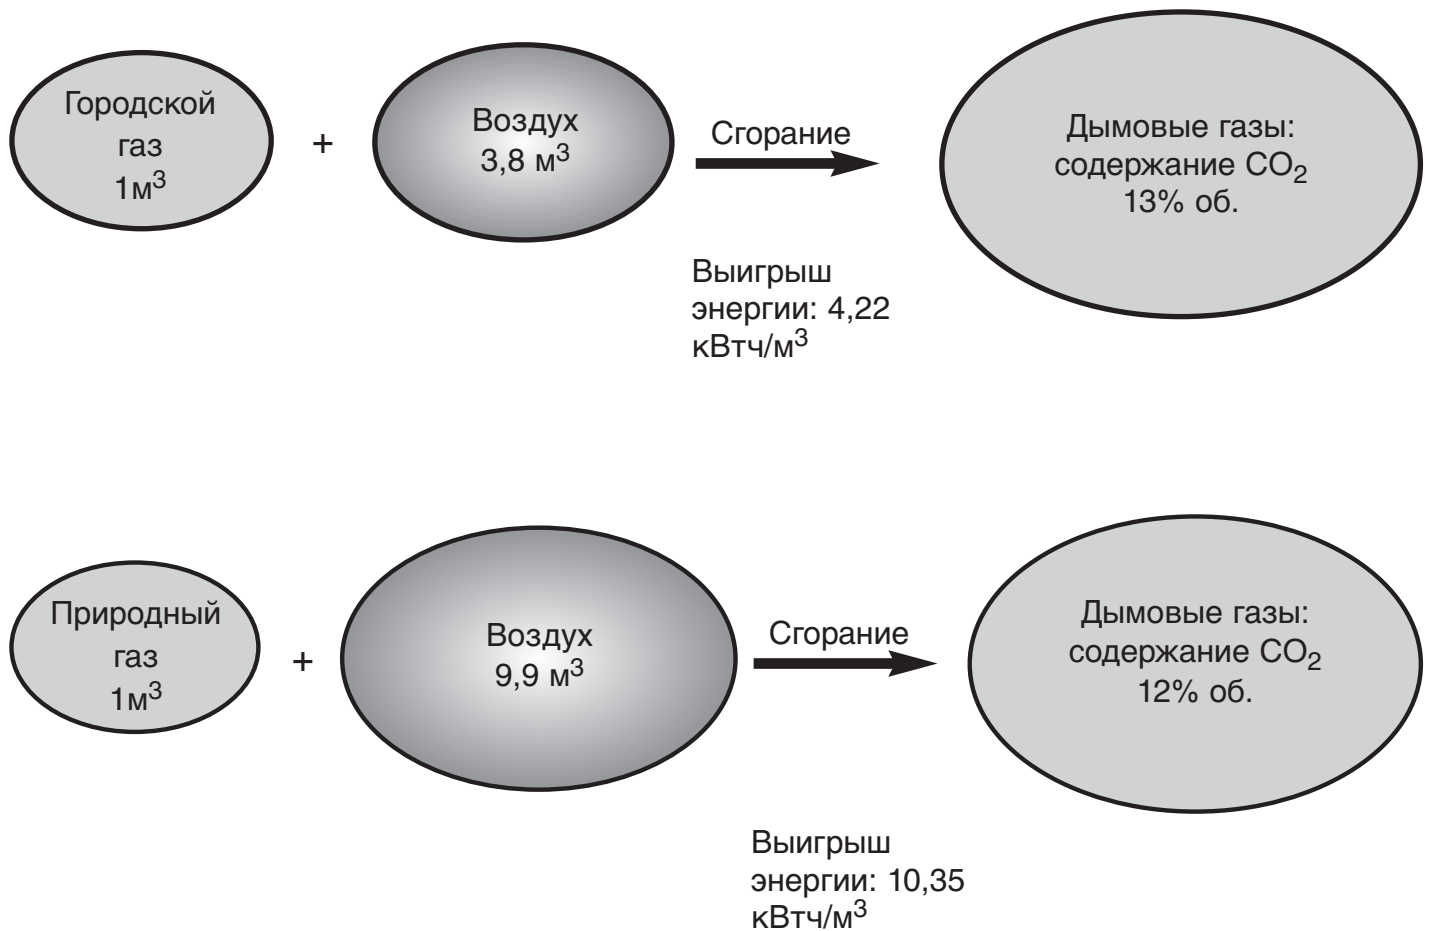 Городской
газ
1м³
+
Воздух
3,8 м³
Сгорание
Выигрыш
энергии: 4,22
кВтч/м³
Дымовые газы:
содержание CO₂
13% об.
Природный
газ
1м³
+
Воздух
9,9 м³
Сгорание
Выигрыш
энергии: 10,35
кВтч/м³
Дымовые газы:
содержание CO₂
12% об.